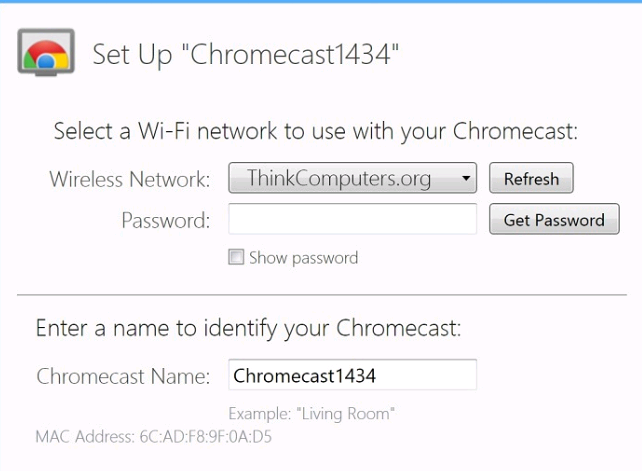 Set Up "Chromecast1434"
Select a Wi-Fi network to use with your Chromecast:
Wireless Network: ThinkComputers.org Refresh
Password: Get Password
Show password
Enter a name to identify your Chromecast:
Chromecast Name: Chromecast1434
Example: "Living Room"
MAC Address: 6C:AD:F8:9F:0A:D5